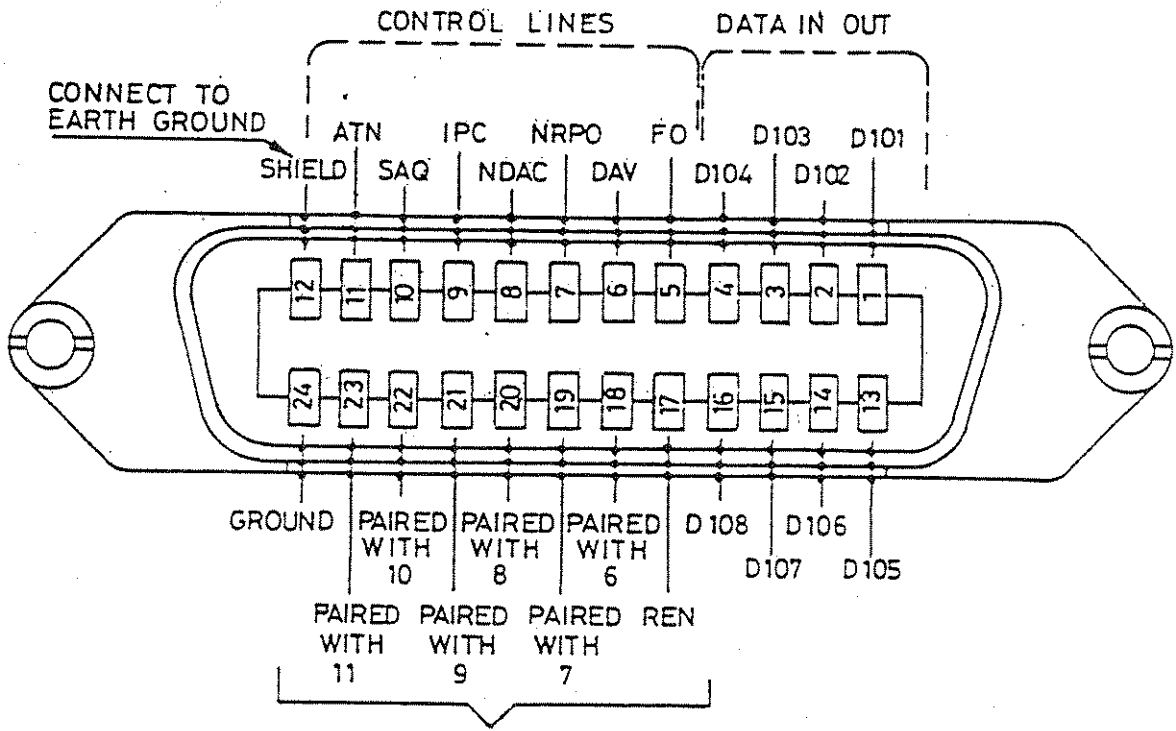 CONTROL LINES
DATA IN OUT
CONNECT TO
EARTH GROUND
ATN IPC NRPO FO D103 D101
SHIELD SAQ NDAC DAV D104 D102
12 11 10 9 8 7 6 5 4 3 2 1
24 23 22 21 20 19 18 17 16 15 14 13
GROUND
PAIRED
WITH
10
PAIRED
WITH
8
PAIRED
WITH
6
D108
D106
D107
D105
PAIRED
WITH
11
PAIRED
WITH
9
PAIRED
WITH
7
REN